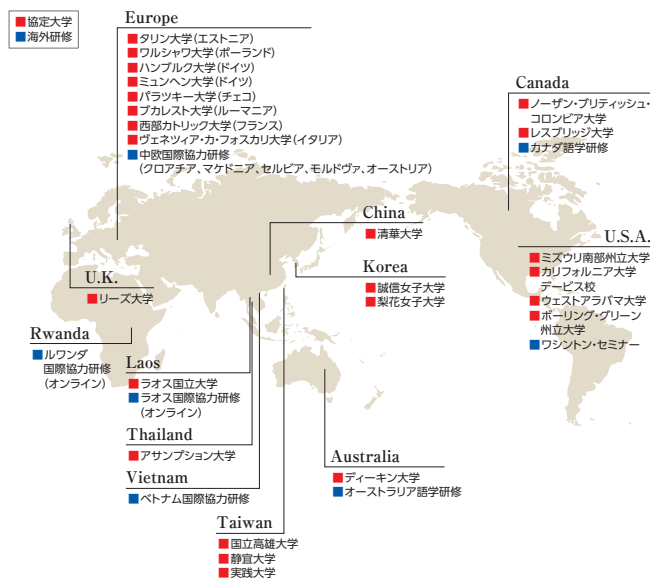 ■協定大学
■海外研修
Europe
■タリン大学(エストニア)
■ワルシャワ大学(ポーランド)
■ハンブルク大学(ドイツ)
■ミュンヘン大学(ドイツ)
■パラツキー大学(チェコ)
■ブカレスト大学(ルーマニア)
■西部カトリック大学(フランス)
■ヴェネツィア・カ・フォスカリ大学(イタリア)
■中欧国際協力研修
(クロアチア、マケドニア、セルビア、モルドヴァ、オーストリア)
Canada
■ノーザン・ブリティッシュ・
コロンビア大学
■レスブリッジ大学
■カナダ語学研修
China
■清華大学
U.S.A.
■ミズウリ南部州立大学
■カリフォルニア大学
デービス校
■ウェストアラバマ大学
■ボーリング・グリーン
州立大学
■ワシントン・セミナー
Korea
■誠信女子大学
■梨花女子大学
U.K.
■リーズ大学
Rwanda
■ルワンダ
国際協力研修
(オンライン)
Laos
■ラオス国立大学
■ラオス国際協力研修
(オンライン)
Thailand
■アサンプション大学
Vietnam
■ベトナム国際協力研修
Australia
■ディーキン大学
■オーストラリア語学研修
Taiwan
■国立高雄大学
■静宜大学
■実践大学